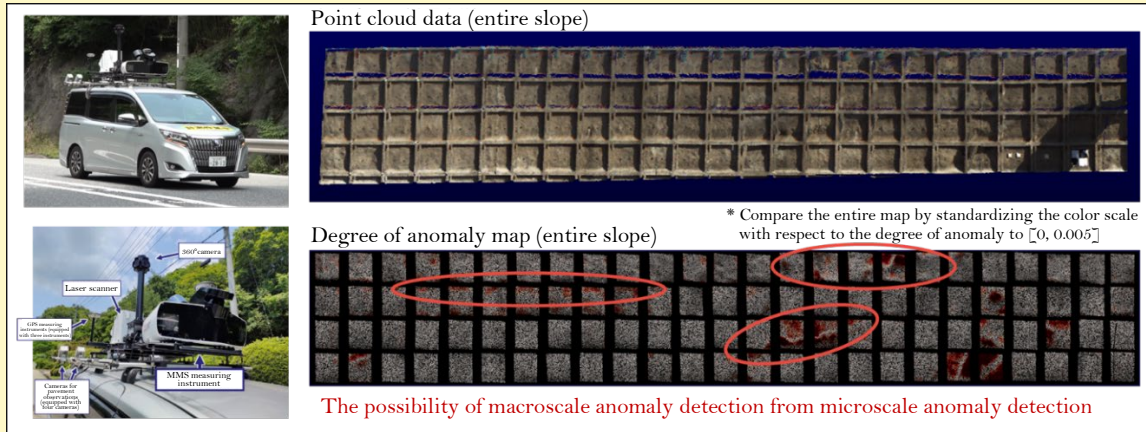 Point cloud data (entire slope)
* Compare the entire map by standardizing the color scale
with respect to the degree of anomaly to [0, 0.005]
Degree of anomaly map (entire slope)
360°camera
Laser scanner
GPS measuring
instruments (equipped
with three instruments)
MMS measuring
instrument
Cameras for
pavement
observations
(equipped with
four cameras)
The possibility of macroscale anomaly detection from microscale anomaly detection